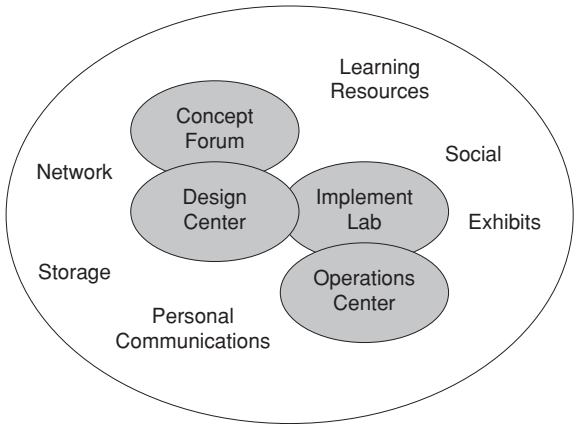 Learning
Resources
Concept
Forum
Social
Network
Design
Center
Implement
Lab
Exhibits
Storage
Operations
Center
Personal
Communications